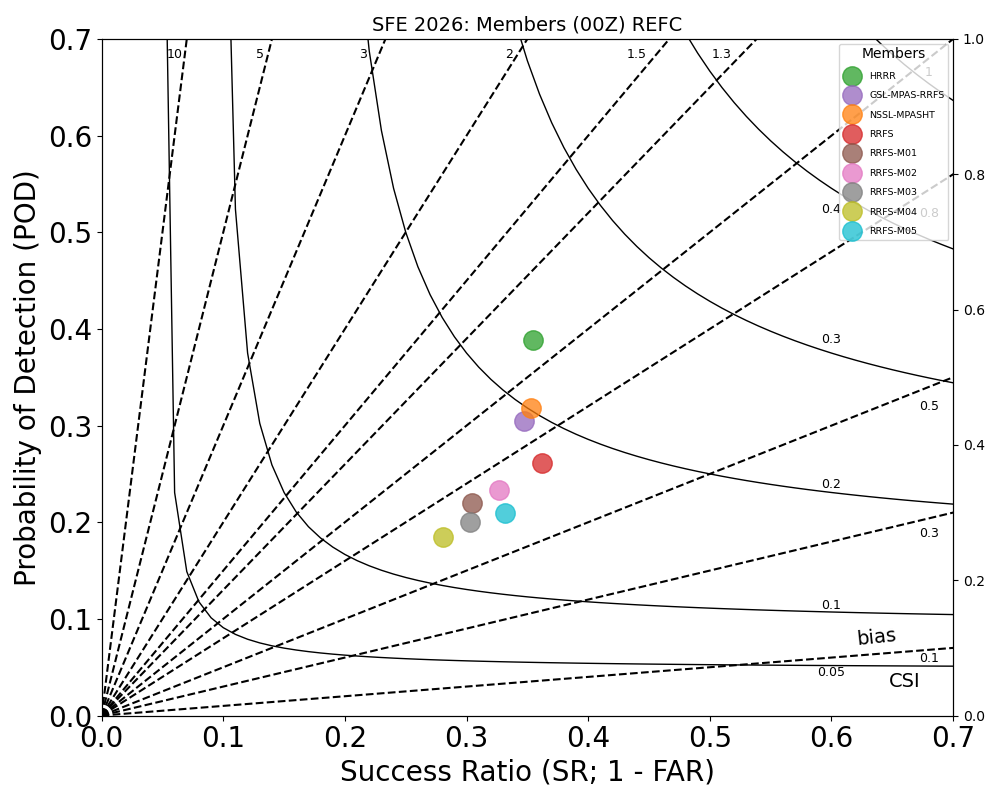 SFE 2026: Members (00Z) REFC
0.7
0.6
0.5
0.4
0.3
0.2
0.1
0.0
Probability of Detection (POD)
10
5
3
2
1.5
1.3
1
0.8
0.5
0.3
0.1
0.4
0.3
0.2
0.1
0.05
bias
CSI
Members
HRRR
GSL-MPAS-RRFS
NSSL-MPASHT
RRFS
RRFS-M01
RRFS-M02
RRFS-M03
RRFS-M04
RRFS-M05
1.0
0.8
0.6
0.4
0.2
0.0
0.0 0.1 0.2 0.3 0.4 0.5 0.6 0.7
Success Ratio (SR; 1 - FAR)